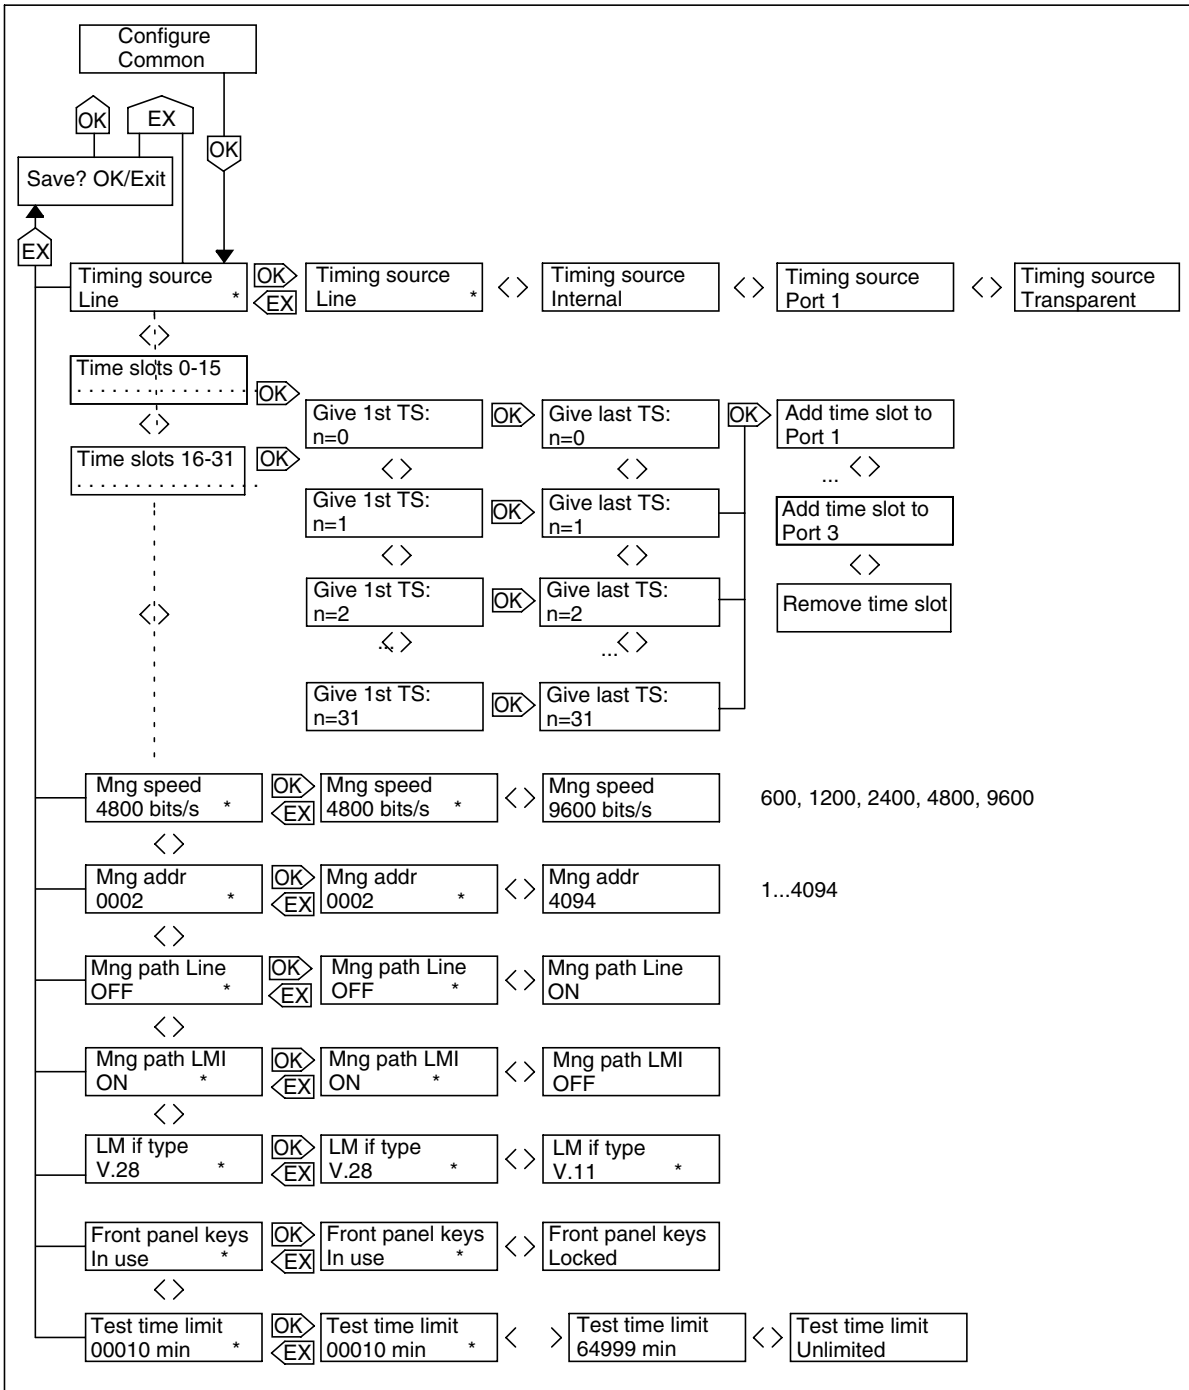 Configure
Common
OK
EX
OK
Save? OK/Exit
EX
Timing source
Line *
OK
EX
Timing source
Line *
< >
Timing source
Internal
< >
Timing source
Port 1
< >
Timing source
Transparent
< >
Time slots 0-15
. . . . . . . . . . . . . . . .
OK
< >
Time slots 16-31
. . . . . . . . . . . . . . . .
OK
Give 1st TS:
n=0
OK
Give last TS:
n=0
OK
Add time slot to
Port 1
< >
< >
... < >
Give 1st TS:
n=1
OK
Give last TS:
n=1
Add time slot to
Port 3
< >
< >
< >
Give 1st TS:
n=2
OK
Give last TS:
n=2
Remove time slot
< >
... < >
... < >
Give 1st TS:
n=31
OK
Give last TS:
n=31
Mng speed
4800 bits/s *
OK
EX
Mng speed
4800 bits/s *
< >
Mng speed
9600 bits/s
600, 1200, 2400, 4800, 9600
< >
Mng addr
0002 *
OK
EX
Mng addr
0002 *
< >
Mng addr
4094
1...4094
< >
Mng path Line
OFF *
OK
EX
Mng path Line
OFF *
< >
Mng path Line
ON
< >
Mng path LMI
ON *
OK
EX
Mng path LMI
ON *
< >
Mng path LMI
OFF
< >
LM if type
V.28 *
OK
EX
LM if type
V.28 *
< >
LM if type
V.11 *
Front panel keys
In use *
OK
EX
Front panel keys
In use *
< >
Front panel keys
Locked
< >
Test time limit
00010 min *
OK
EX
Test time limit
00010 min *
< >
Test time limit
64999 min
< >
Test time limit
Unlimited